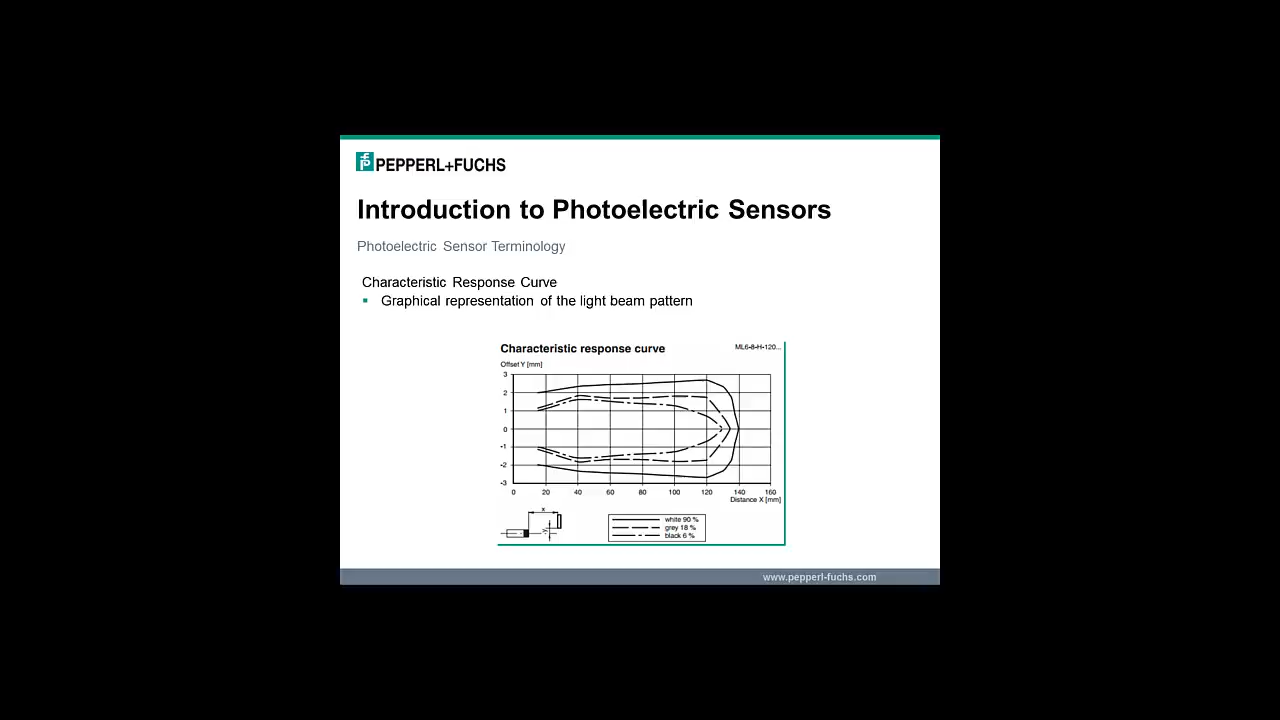 PEPPERL+FUCHS
Introduction to Photoelectric Sensors
Photoelectric Sensor Terminology
Characteristic Response Curve
▪ Graphical representation of the light beam pattern
Characteristic response curve
ML6-8-H-120...
Offset Y [mm]
3
2
1
0
-1
-2
-3
0 20 40 60 80 100 120 140 160
Distance X [mm]
x
white 90 %
grey 18 %
black 6 %
www.pepperl-fuchs.com